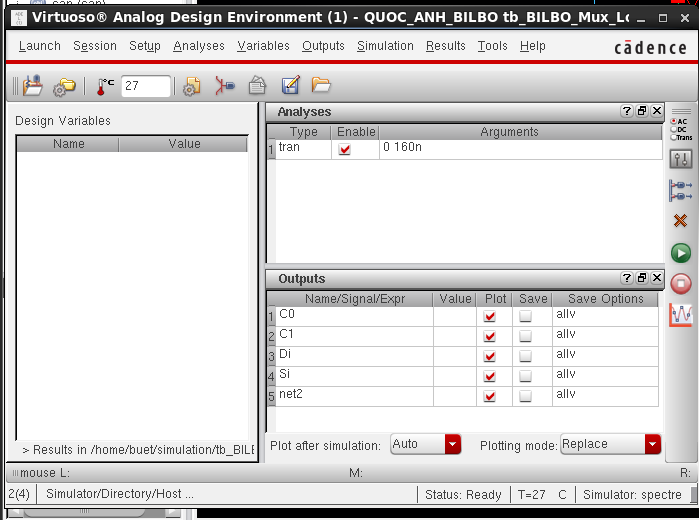 Virtuoso® Analog Design Environment (1) - QUOC_ANH_BILBO tb_BILBO_Mux_Lo
Launch Session Setup Analyses Variables Outputs Simulation Results Tools Help
cādence
°C 27
Design Variables
Name Value
> Results in /home/buet/simulation/tb_BILE
Analyses
Type Enable Arguments
1 tran 0 160n
Outputs
Name/Signal/Expr Value Plot Save Save Options
1 C0 allv
2 C1 allv
3 Di allv
4 Si allv
5 net2 allv
Plot after simulation: Auto Plotting mode: Replace
AC
DC
Trans
mouse L: M: R:
2(4) Simulator/Directory/Host ... Status: Ready T=27 C Simulator: spectre